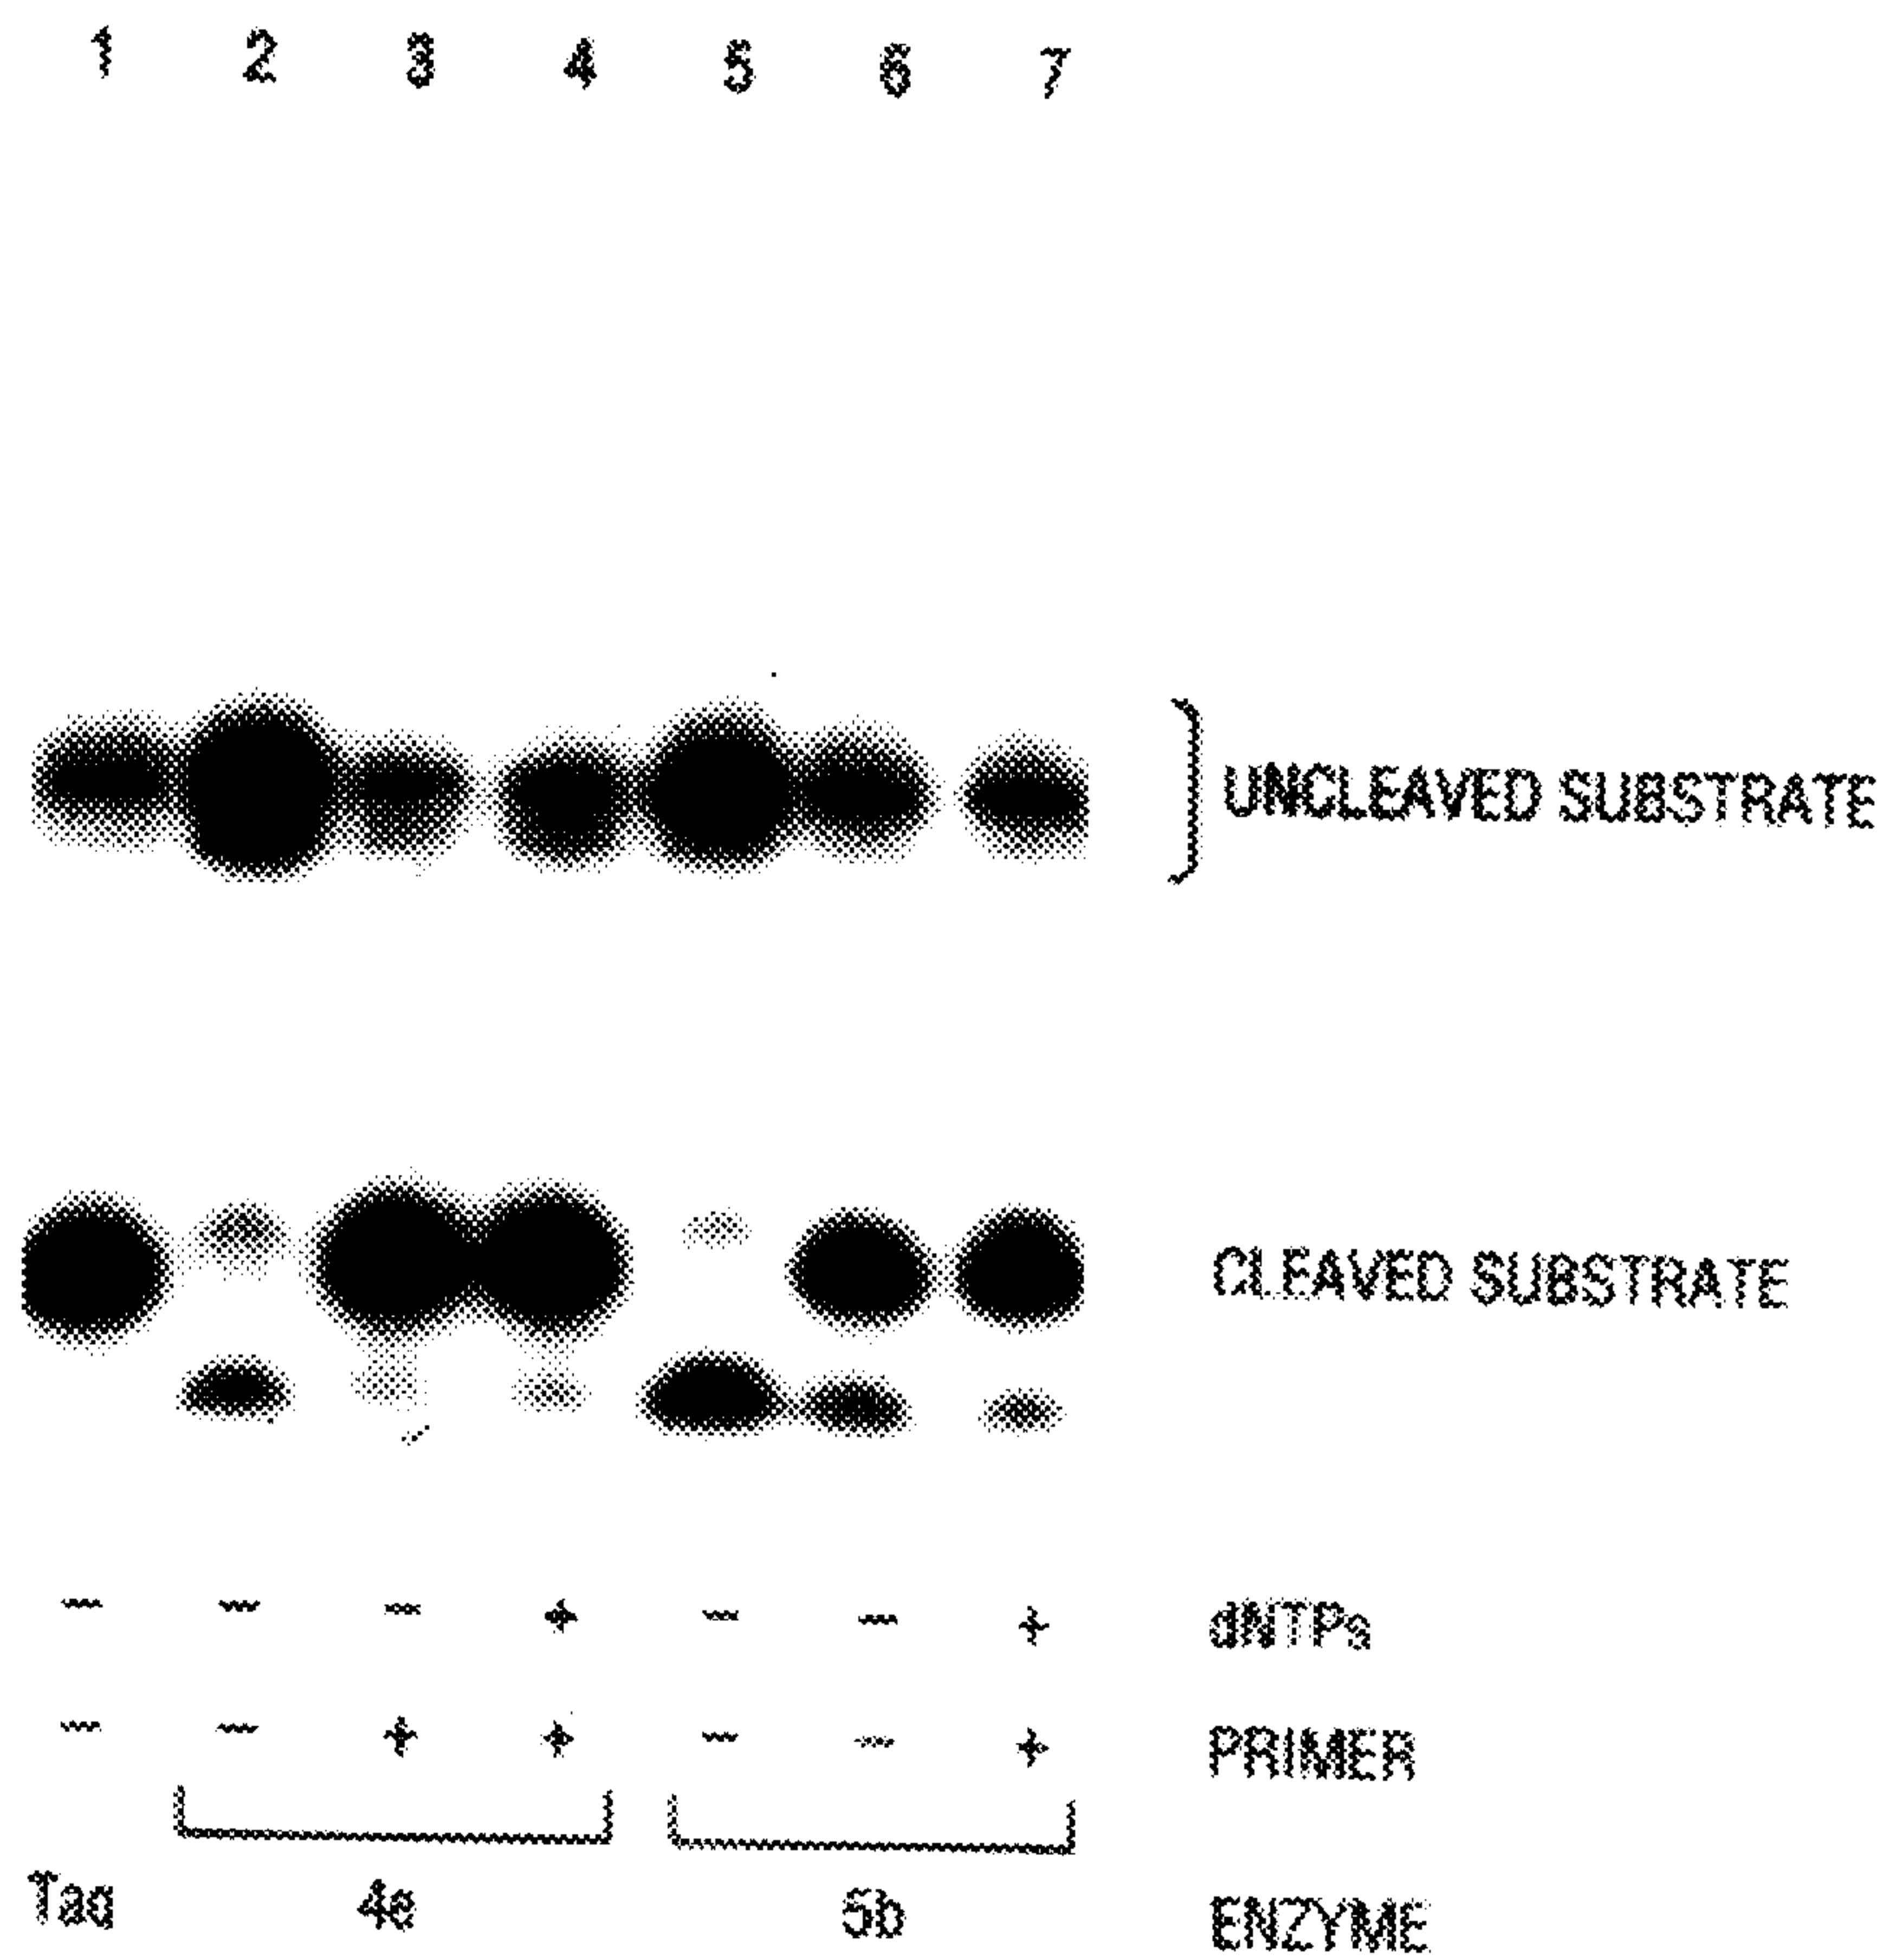 1 2 3 4 5 6 7
UNCLEAVED SUBSTRATE
CLEAVED SUBSTRATE
- - - + - - + dNTPs
- - + + - - + PRIMER
Taq 4e 5b ENZYME